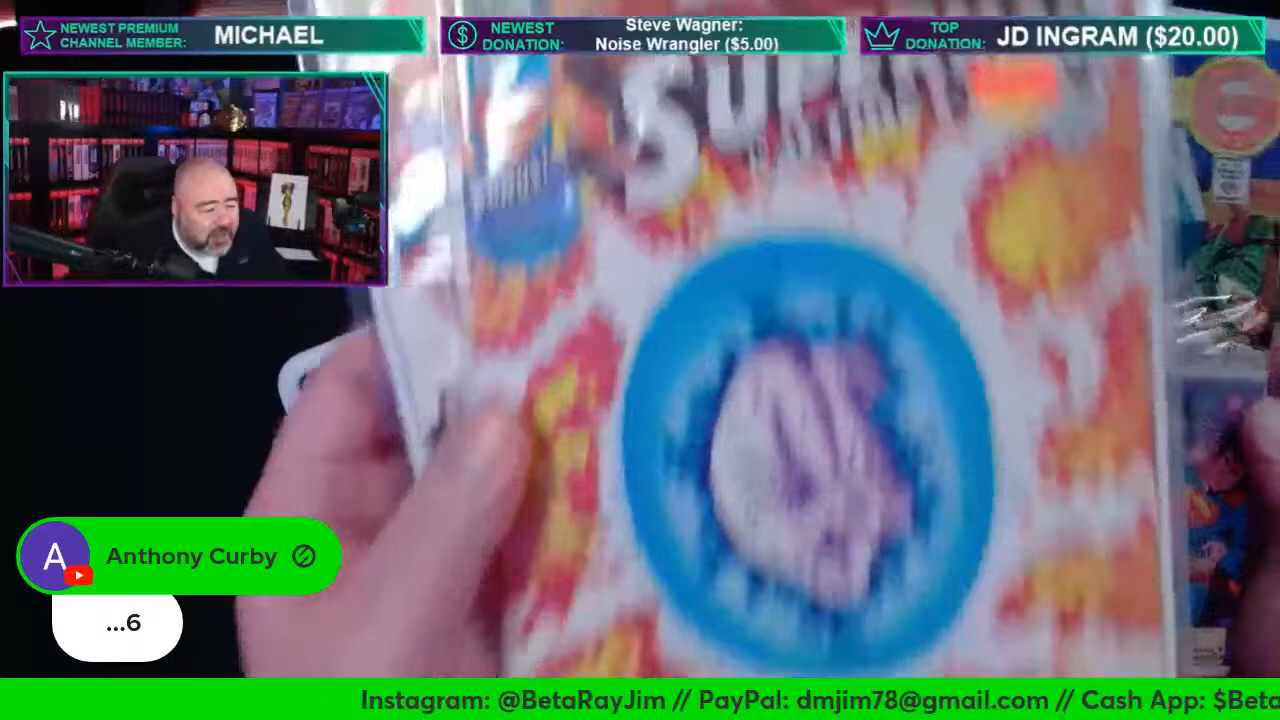 NEWEST PREMIUM
CHANNEL MEMBER:
MICHAEL
NEWEST
DONATION:
Steve Wagner:
Noise Wrangler ($5.00)
TOP
DONATION:
JD INGRAM ($20.00)
A
Anthony Curby
...6
Instagram: @BetaRayJim // PayPal: dmjim78@gmail.com // Cash App: $Beta